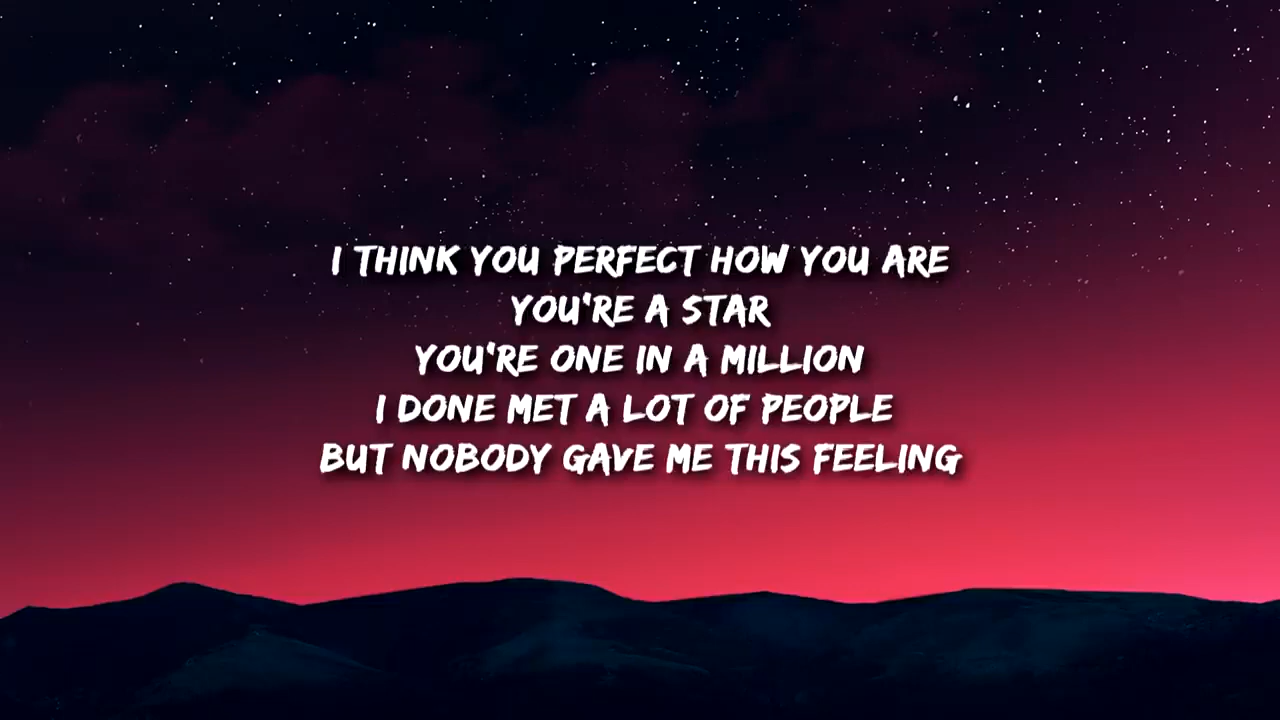 I THINK YOU PERFECT HOW YOU ARE
YOU'RE A STAR
YOU'RE ONE IN A MILLION
I DONE MET A LOT OF PEOPLE
BUT NOBODY GAVE ME THIS FEELING